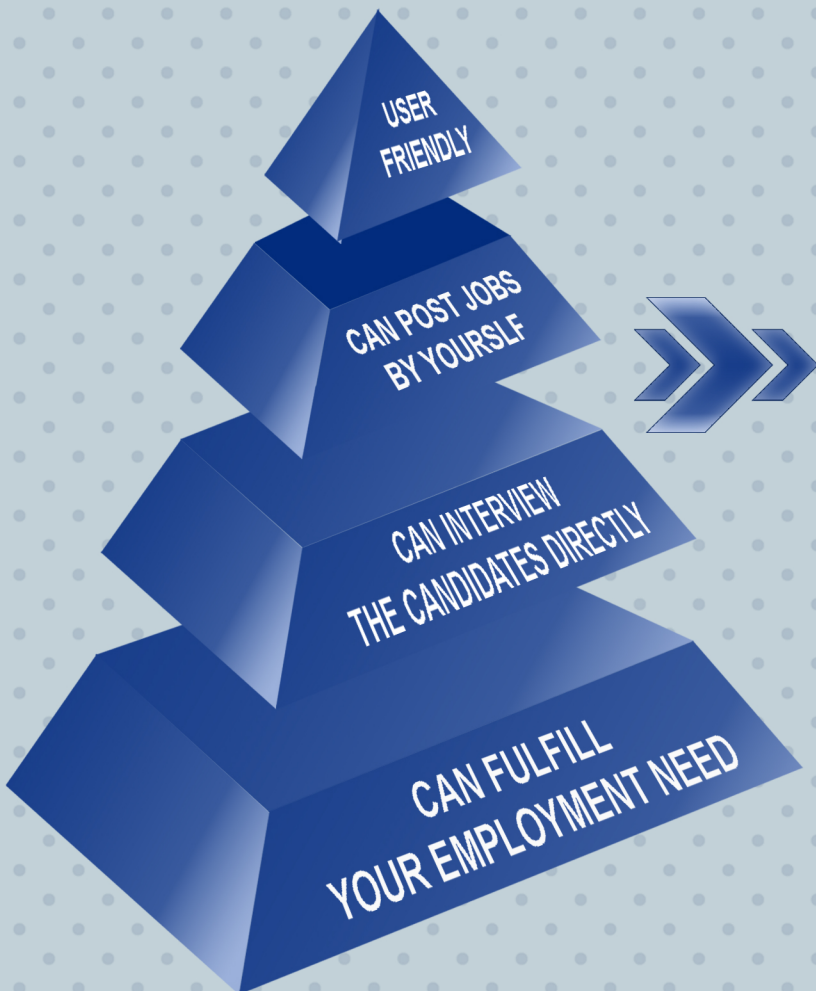 USER
FRIENDLY
CAN POST JOBS
BY YOURSLF
CAN INTERVIEW
THE CANDIDATES DIRECTLY
CAN FULFILL
YOUR EMPLOYMENT NEED